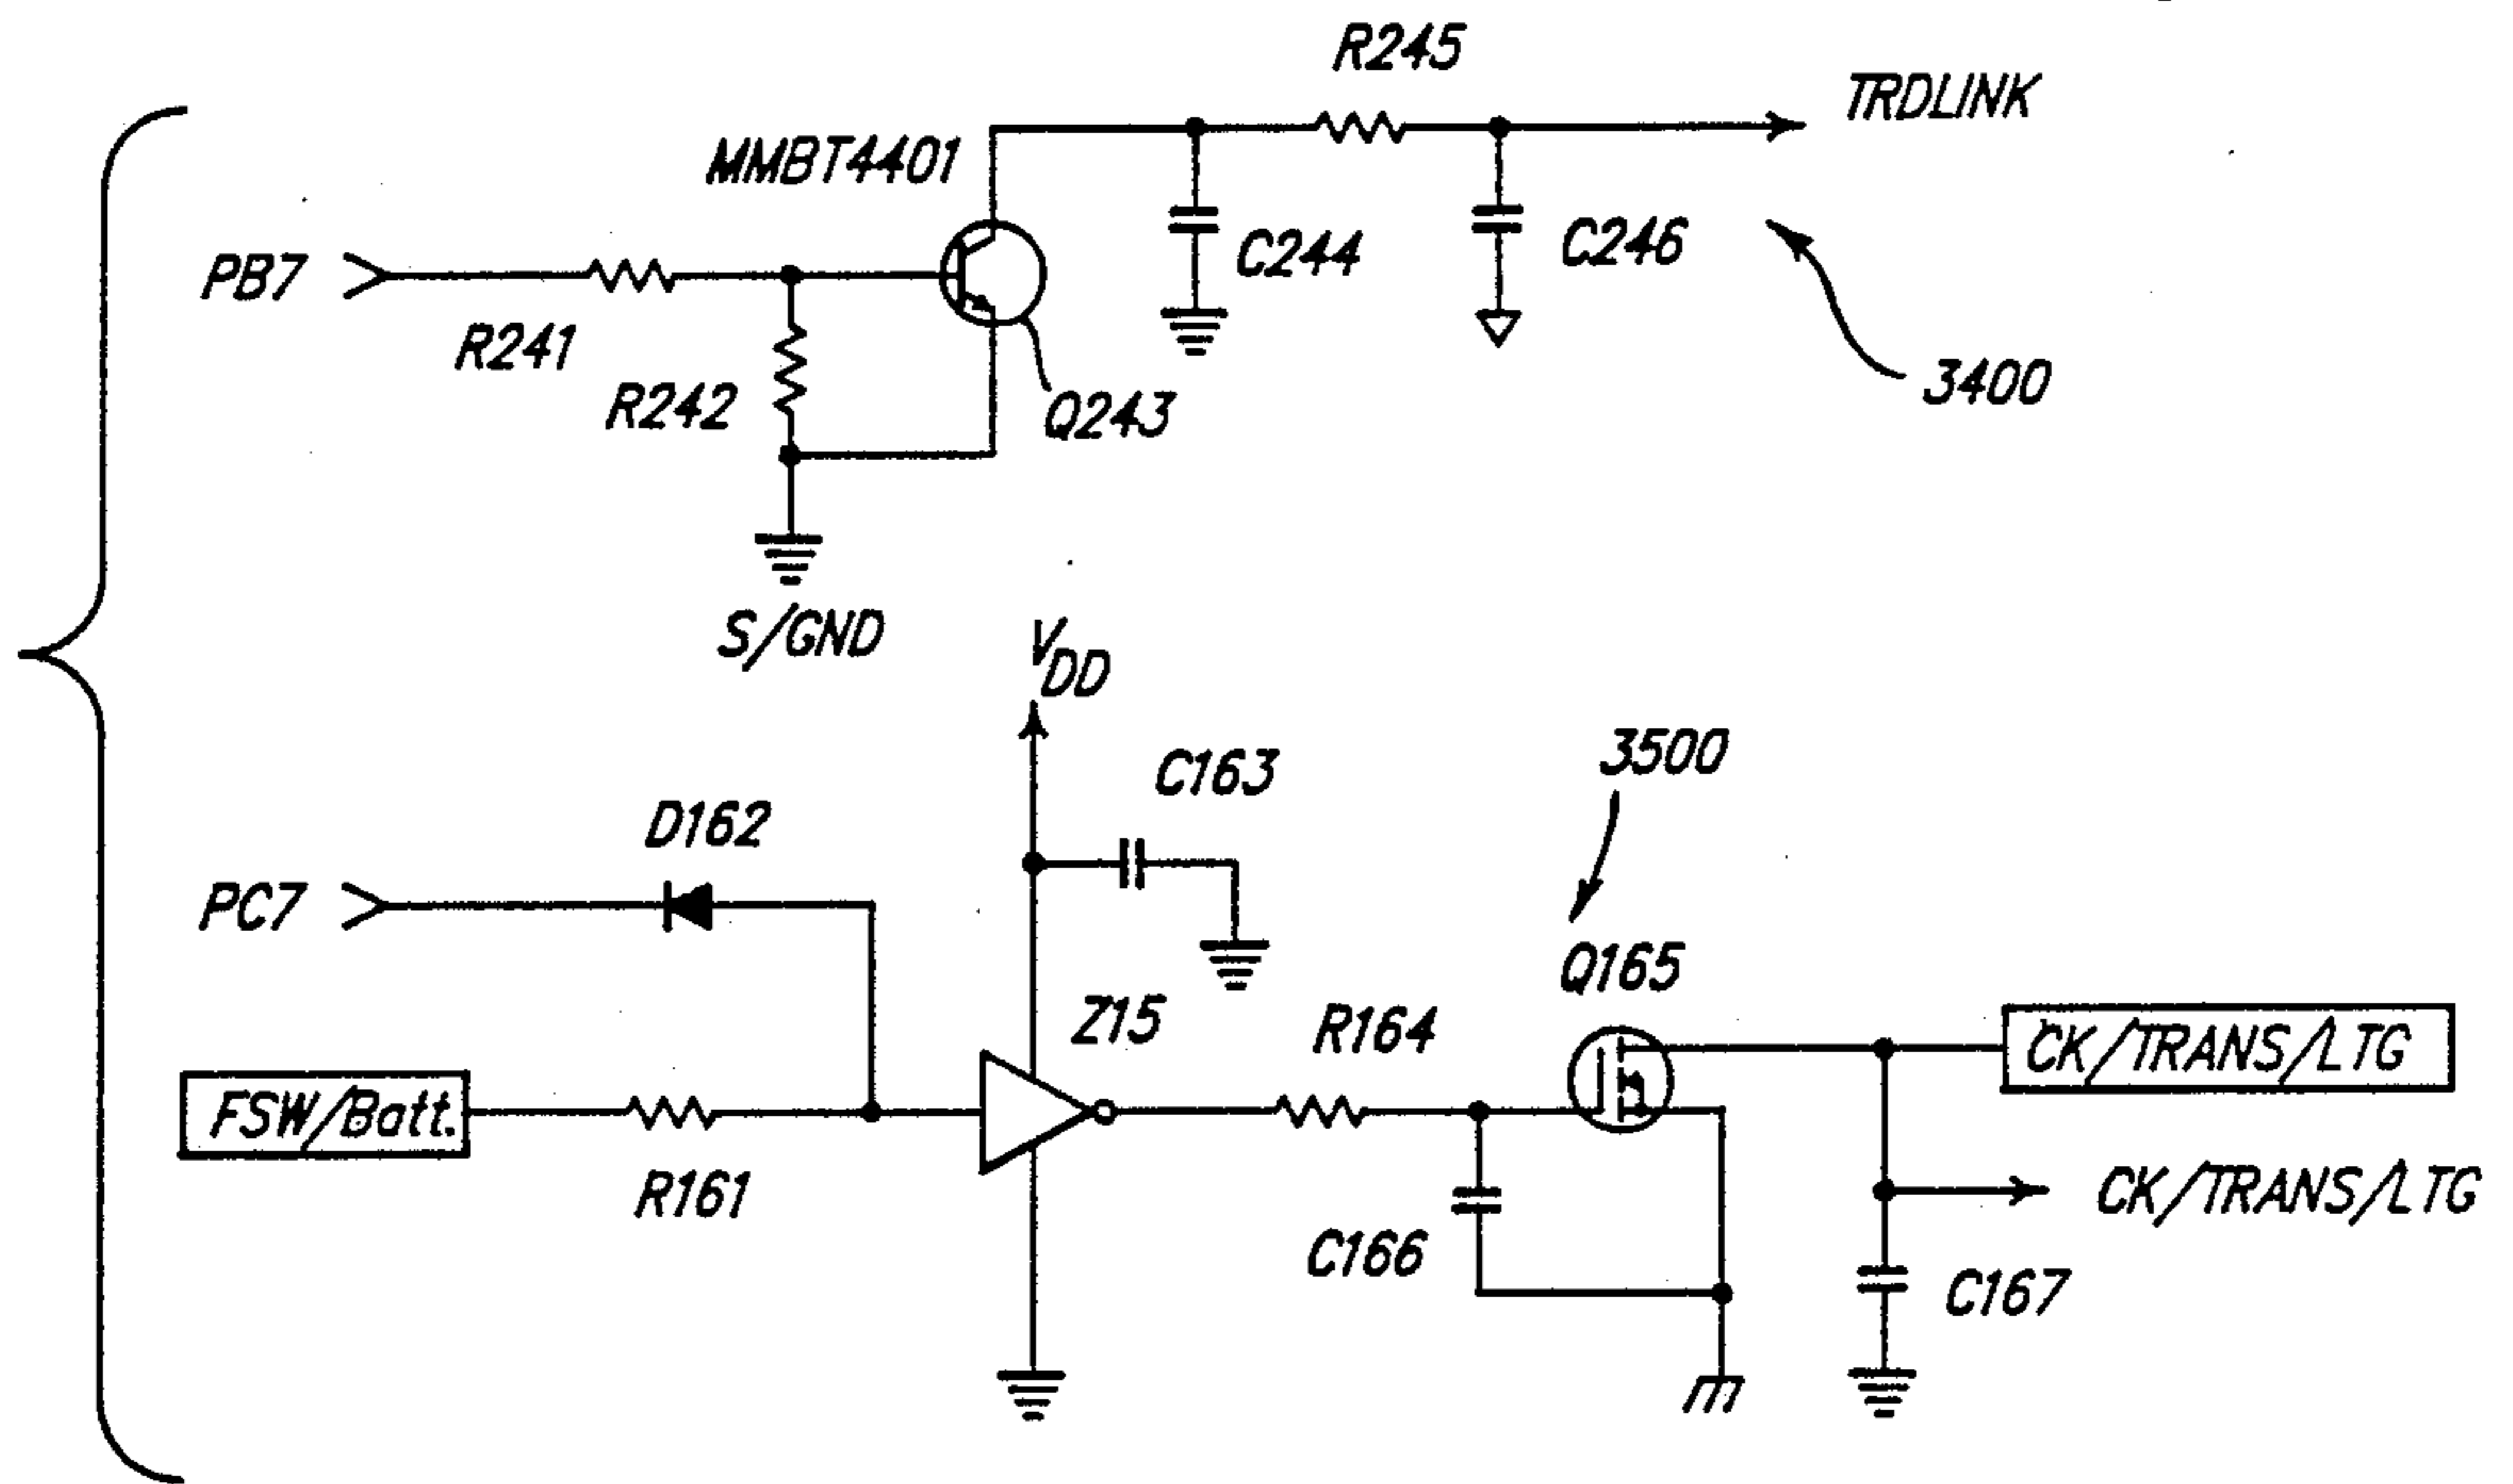 R245
TRDLINK
MMBT4401
PB7
C244
C246
R241
R242
Q243
3400
S/GND
VDD
C163
3500
D162
PC7
Q165
Z15
R164
CK/TRANS/LTG
FSW/Batt.
R161
CK/TRANS/LTG
C166
C167